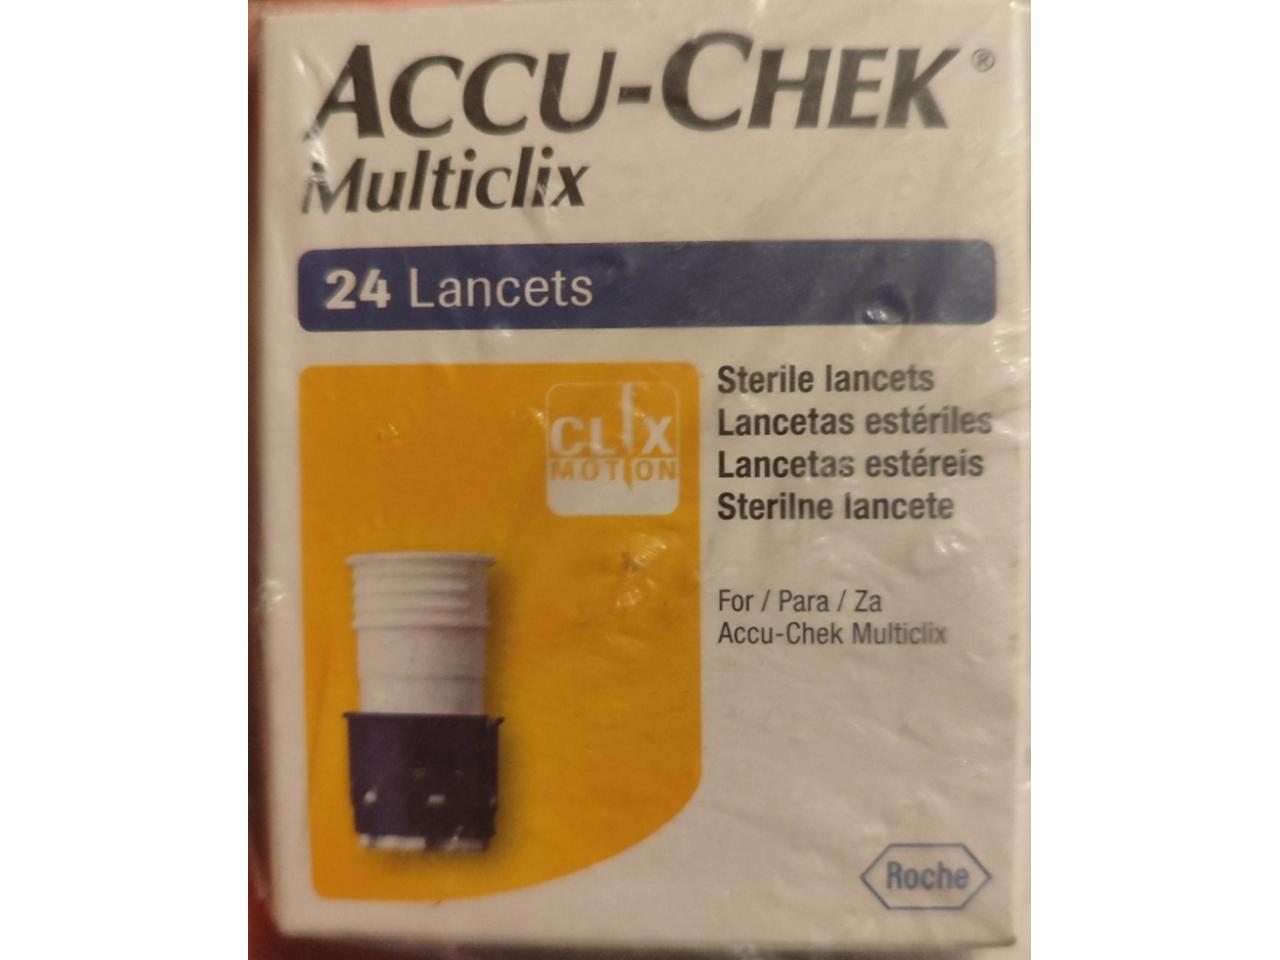 ACCU-CHEK®
Multiclix
24 Lancets
CLIX
MOTION
Sterile lancets
Lancetas estériles
Lancetas estéreis
Sterilne lancete
For / Para / Za
Accu-Chek Multiclix
Roche